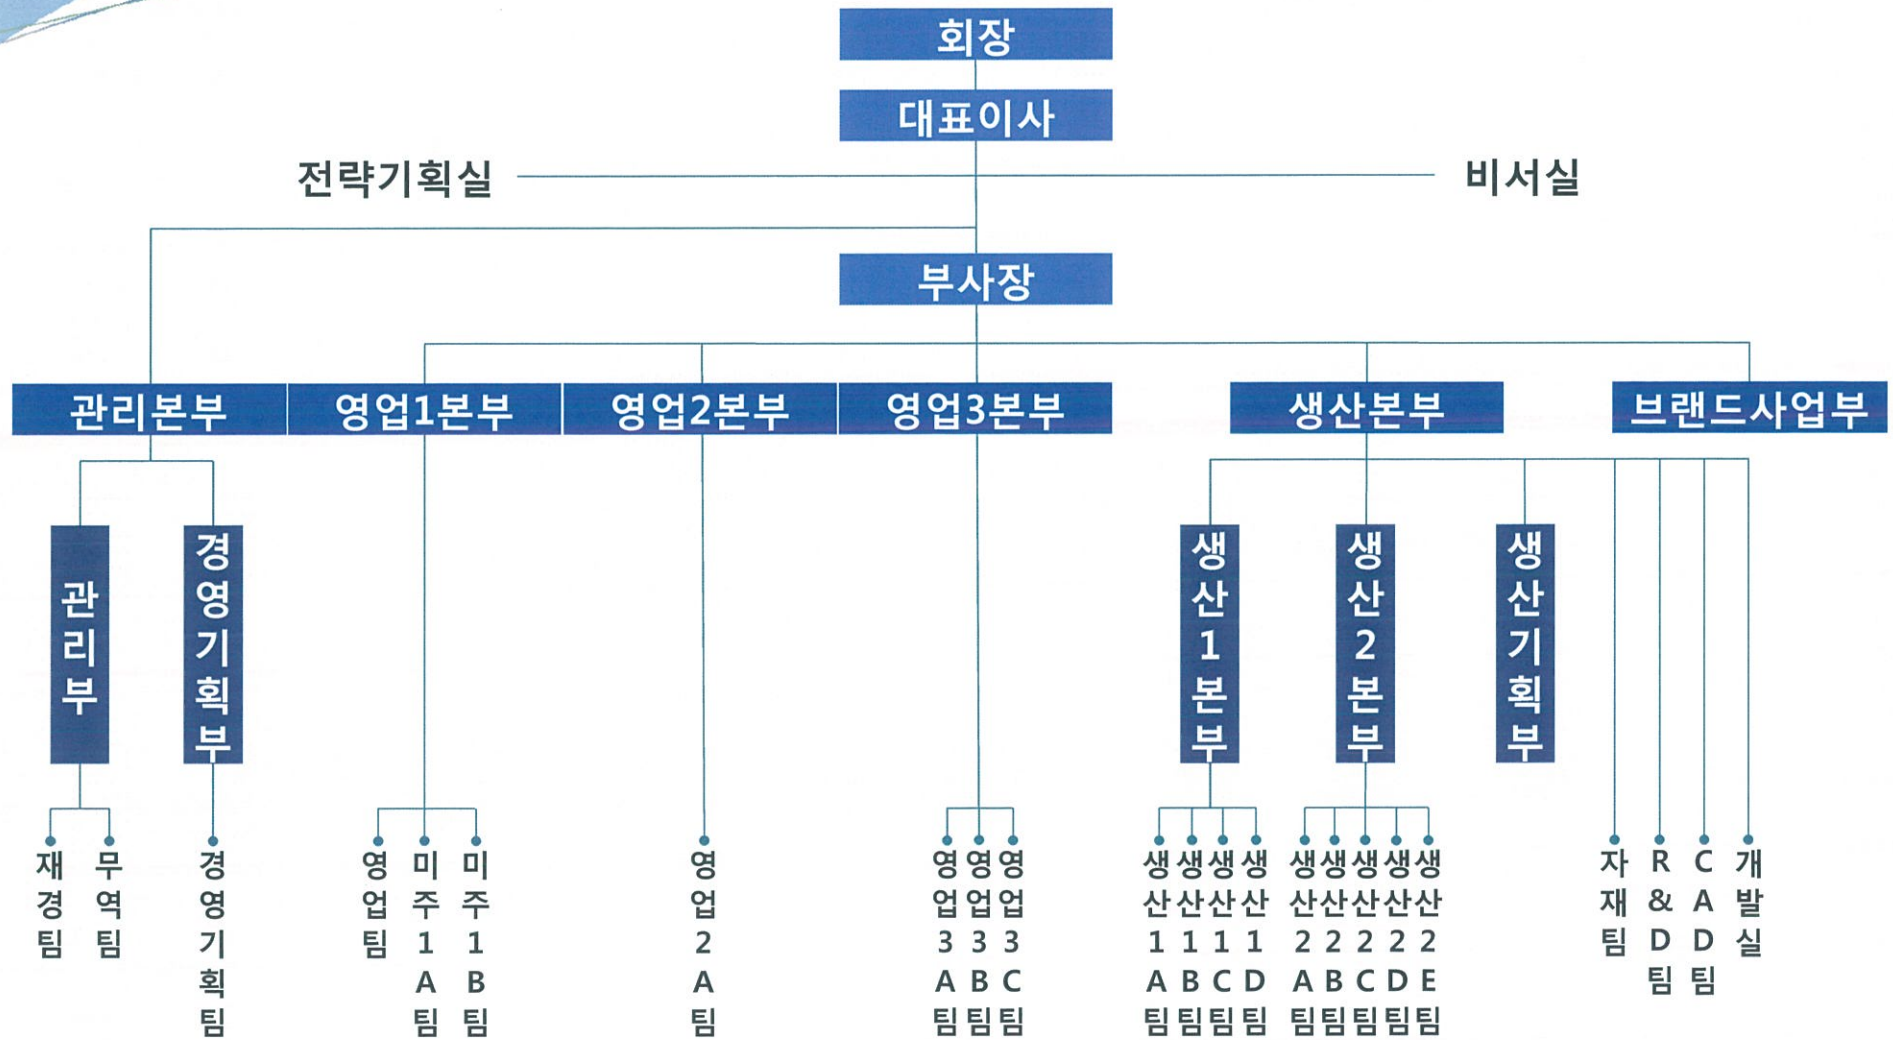 회장
대표이사
전략기획실
비서실
부사장
관리본부
영업1본부
영업2본부
영업3본부
생산본부
브랜드사업부
관리부
경영기획부
생산1본부
생산2본부
생산기획부
재경팀
무역팀
경영기획팀
영업팀
미주1A팀
미주1B팀
영업2A팀
영업3A팀
영업3B팀
영업3C팀
생산1A팀
생산1B팀
생산1C팀
생산1D팀
생산2A팀
생산2B팀
생산2C팀
생산2D팀
생산2E팀
자재팀
R&D팀
CAD팀
개발실